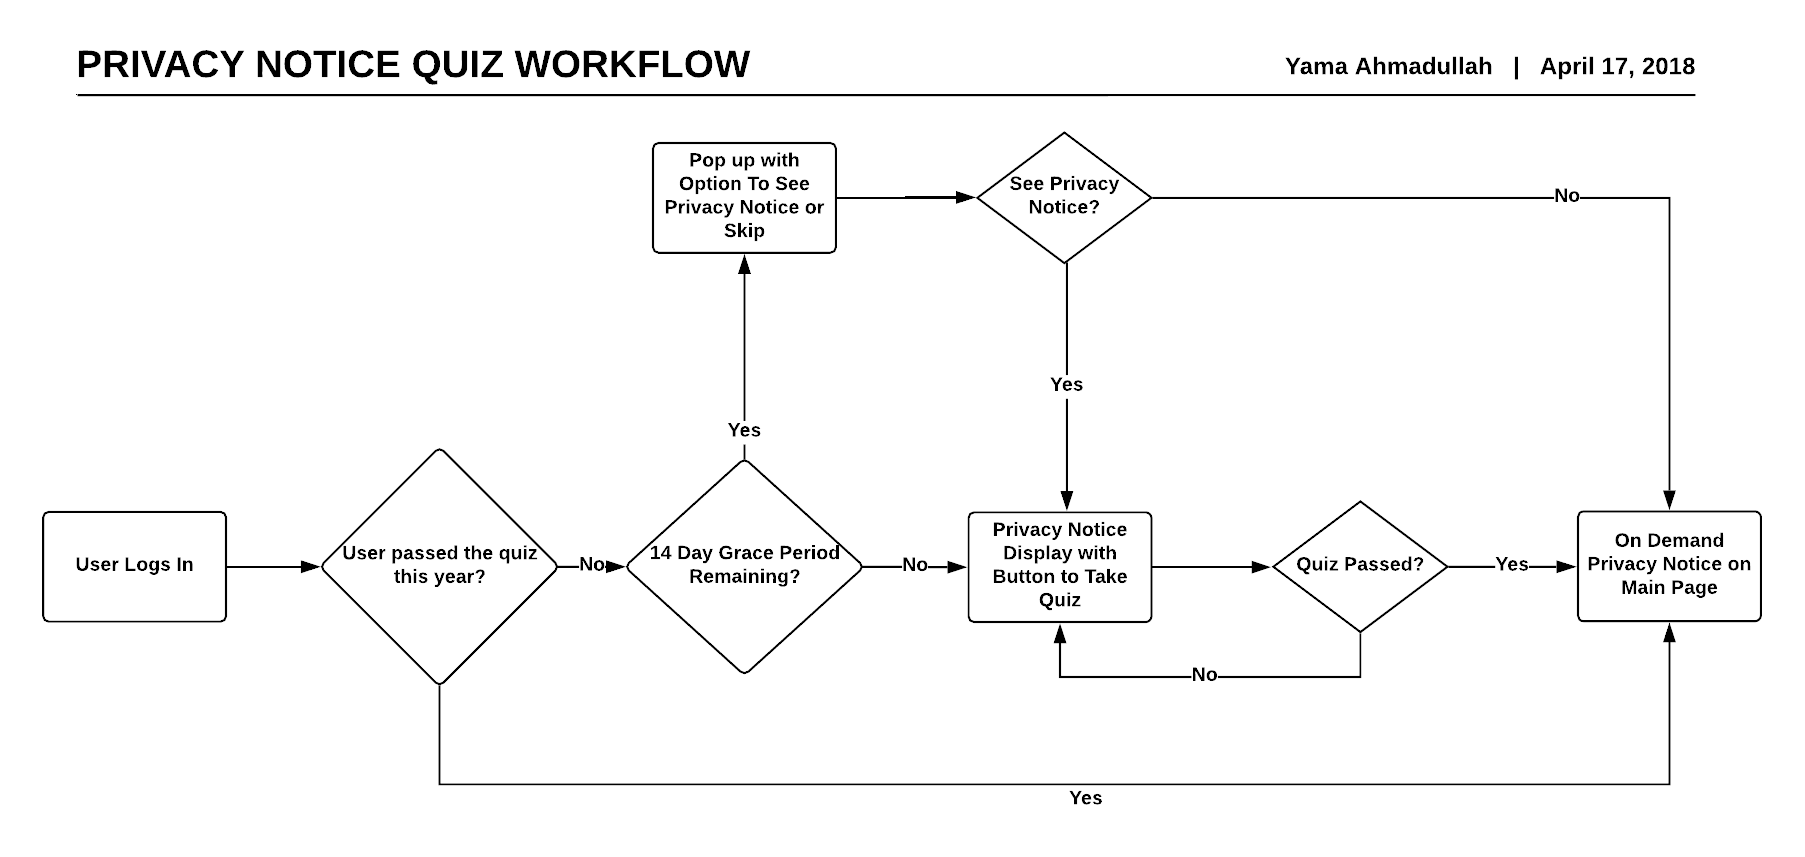 PRIVACY NOTICE QUIZ WORKFLOW
Yama Ahmadullah | April 17, 2018
Pop up with
Option To See
Privacy Notice or
Skip
See Privacy
Notice?
No
Yes
Yes
User Logs In
User passed the quiz
this year?
No
14 Day Grace Period
Remaining?
No
Privacy Notice
Display with
Button to Take
Quiz
Quiz Passed?
Yes
On Demand
Privacy Notice on
Main Page
No
Yes